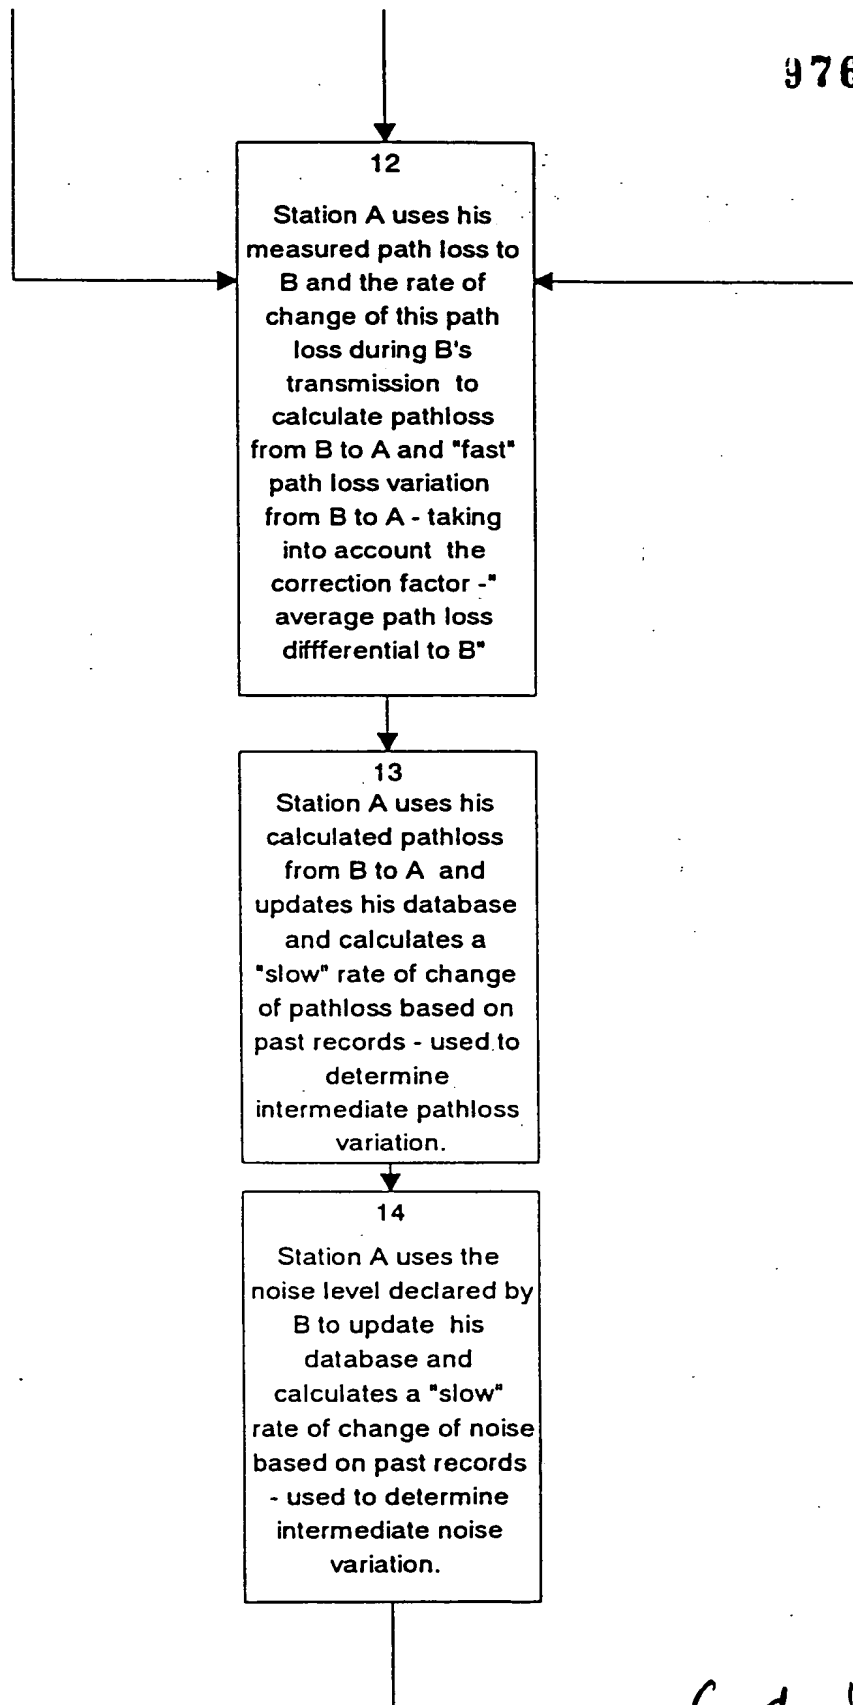 976
12
Station A uses his
measured path loss to
B and the rate of
change of this path
loss during B's
transmission to
calculate pathloss
from B to A and "fast"
path loss variation
from B to A - taking
into account the
correction factor -"
average path loss
diffferential to B"
13
Station A uses his
calculated pathloss
from B to A and
updates his database
and calculates a
"slow" rate of change
of pathloss based on
past records - used to
determine
intermediate pathloss
variation.
14
Station A uses the
noise level declared by
B to update his
database and
calculates a "slow"
rate of change of noise
based on past records
- used to determine
intermediate noise
variation.